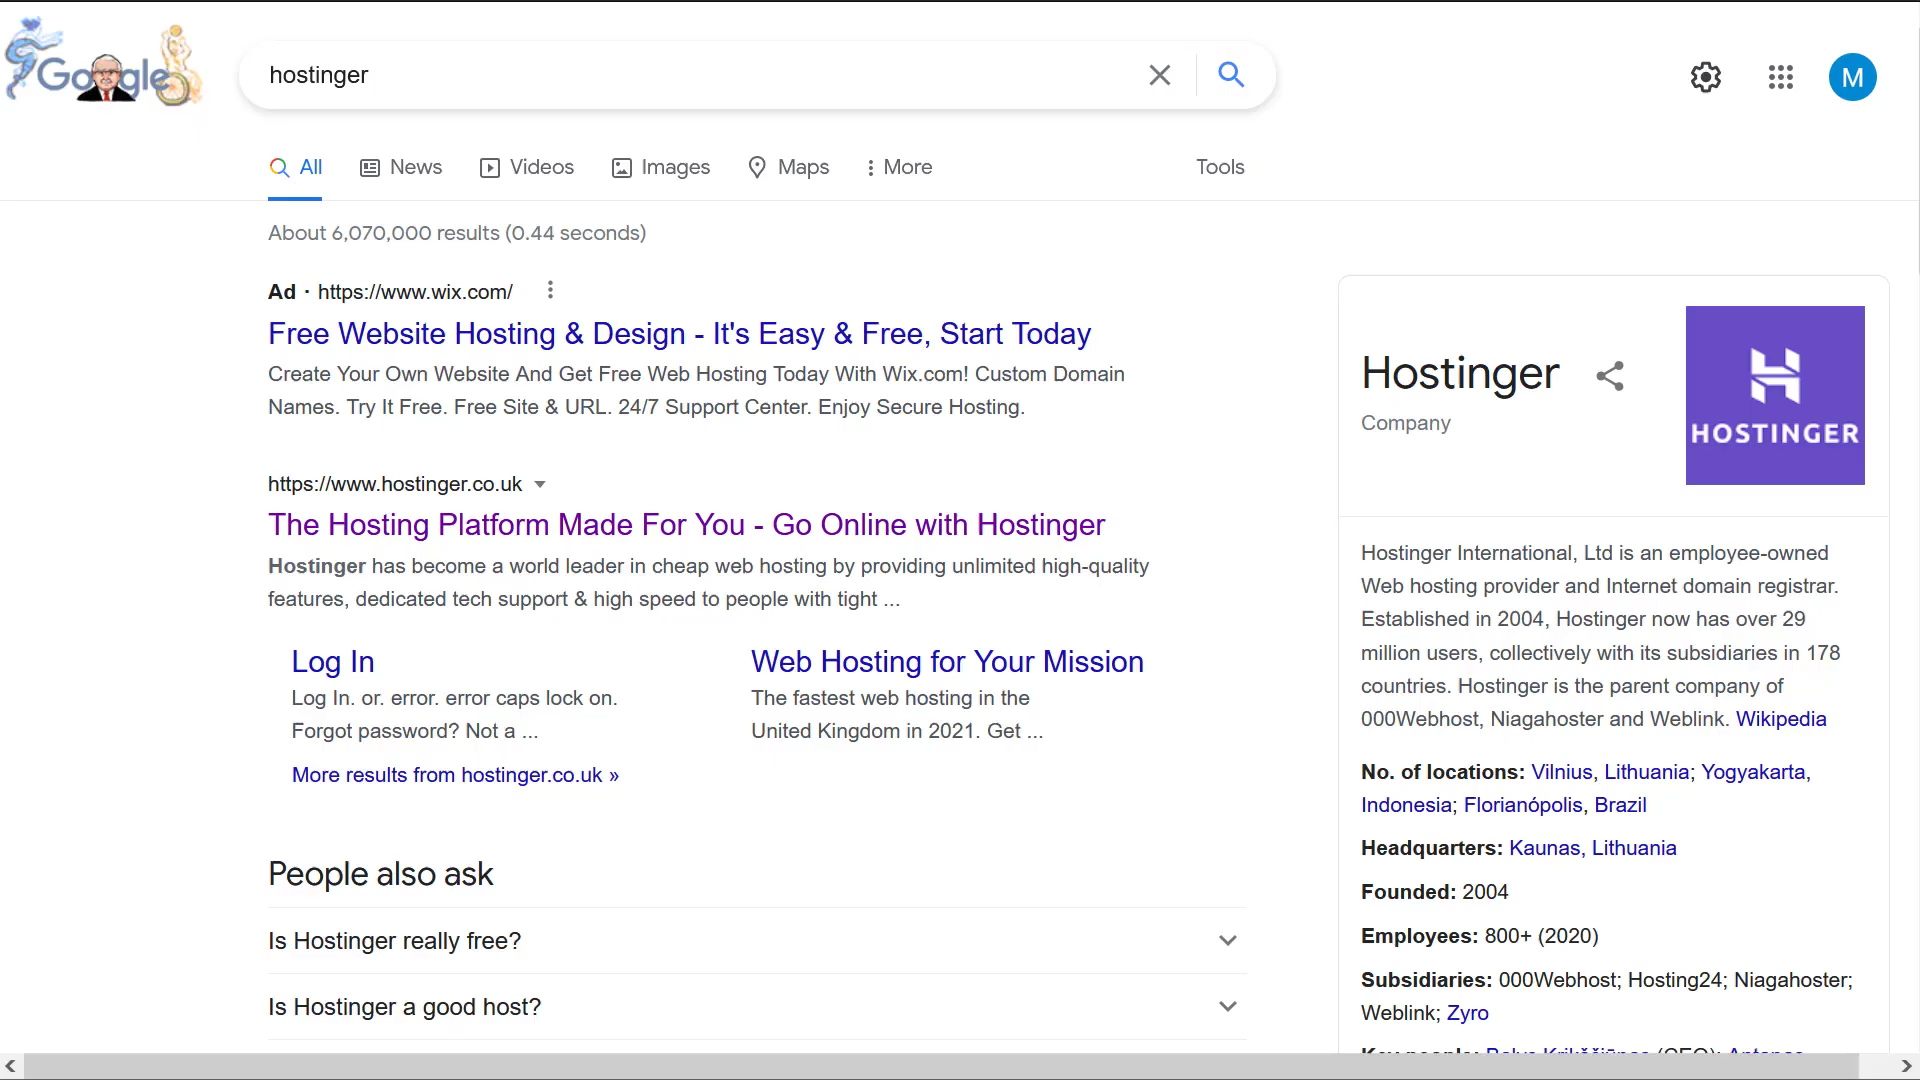 Google
hostinger
M
All
News
Videos
Images
Maps
More
Tools
About 6,070,000 results (0.44 seconds)
Ad · https://www.wix.com/
Free Website Hosting & Design - It's Easy & Free, Start Today
Create Your Own Website And Get Free Web Hosting Today With Wix.com! Custom Domain
Names. Try It Free. Free Site & URL. 24/7 Support Center. Enjoy Secure Hosting.
https://www.hostinger.co.uk
The Hosting Platform Made For You - Go Online with Hostinger
Hostinger has become a world leader in cheap web hosting by providing unlimited high-quality
features, dedicated tech support & high speed to people with tight ...
Log In
Log In. or. error. error caps lock on.
Forgot password? Not a ...
Web Hosting for Your Mission
The fastest web hosting in the
United Kingdom in 2021. Get ...
More results from hostinger.co.uk »
People also ask
Is Hostinger really free?
Is Hostinger a good host?
Hostinger
Company
HOSTINGER
Hostinger International, Ltd is an employee-owned
Web hosting provider and Internet domain registrar.
Established in 2004, Hostinger now has over 29
million users, collectively with its subsidiaries in 178
countries. Hostinger is the parent company of
000Webhost, Niagahoster and Weblink. Wikipedia
No. of locations: Vilnius, Lithuania; Yogyakarta,
Indonesia; Florianópolis, Brazil
Headquarters: Kaunas, Lithuania
Founded: 2004
Employees: 800+ (2020)
Subsidiaries: 000Webhost; Hosting24; Niagahoster;
Weblink; Zyro